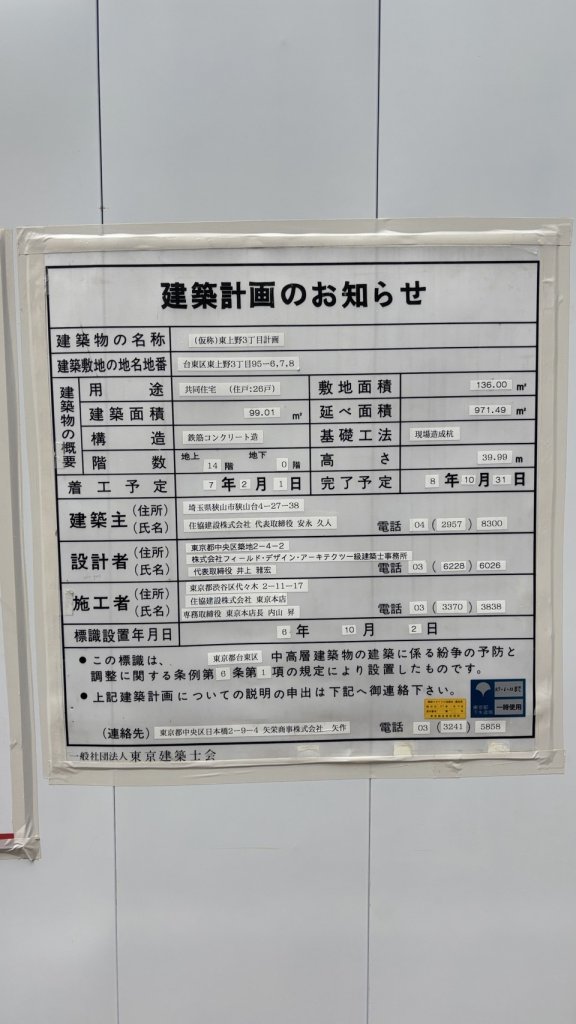 建築計画のお知らせ
建築物の名称 (仮称)東上野3丁目計画
建築敷地の地名地番 台東区東上野3丁目95-6,7,8
建築物の概要
用途 共同住宅 (住戸:26戸) 敷地面積 136.00 ㎡
建築面積 99.01 ㎡ 延べ面積 971.49 ㎡
構造 鉄筋コンクリート造 基礎工法 現場造成杭
階数 地上 14 階 地下 0 階 高さ 39.99 m
着工予定 7 年 2 月 1 日 完了予定 8 年 10 月 31 日
建築主 (住所) 埼玉県狭山市狭山台4-27-38
(氏名) 住協建設株式会社 代表取締役 安永 久人 電話 04 (2957) 8300
設計者 (住所) 東京都中央区築地2-4-2
(氏名) 株式会社フィールド・デザイン・アーキテクツ一級建築士事務所
代表取締役 井上 雅宏 電話 03 (6228) 6026
施工者 (住所) 東京都渋谷区代々木 2-11-17
(氏名) 住協建設株式会社 東京本店
専務取締役 東京本店長 内山 昇 電話 03 (3370) 3838
標識設置年月日 6 年 10 月 2 日
●この標識は、 東京都台東区 中高層建築物の建築に係る紛争の予防と
調整に関する条例第 6 条第 1 項の規定により設置したものです。
●上記建築計画についての説明の申出は下記へ御連絡下さい。
一時使用
(連絡先) 東京都中央区日本橋2-9-4 矢栄商事株式会社 矢作 電話 03 (3241) 5858
一般社団法人 東京建築士会